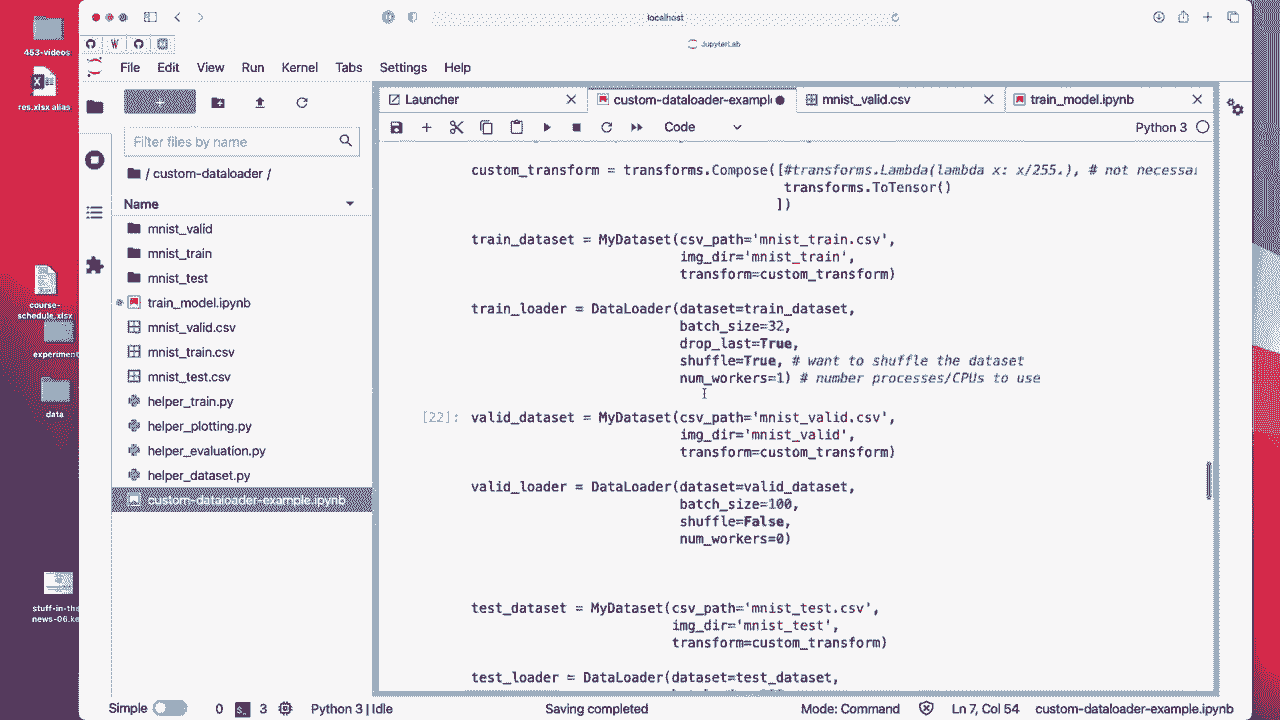 453-videos
res.xlsx alias
course-
schedule.xlsx
experiment
data
stuff-in-the
news-06.ke
localhost
JupyterLab
File Edit View Run Kernel Tabs Settings Help
Filter files by name
/ custom-dataloader /
Name
mnist_valid
mnist_train
mnist_test
train_model.ipynb
mnist_valid.csv
mnist_train.csv
mnist_test.csv
helper_train.py
helper_plotting.py
helper_evaluation.py
helper_dataset.py
custom-dataloader-example.ipynb
Launcher custom-dataloader-example mnist_valid.csv train_model.ipynb
Code Python 3
custom_transform = transforms.Compose([#transforms.Lambda(lambda x: x/255.), # not necessar
transforms.ToTensor()
])
train_dataset = MyDataset(csv_path='mnist_train.csv',
img_dir='mnist_train',
transform=custom_transform)
train_loader = DataLoader(dataset=train_dataset,
batch_size=32,
drop_last=True,
shuffle=True, # want to shuffle the dataset
num_workers=1) # number processes/CPUs to use
[22]: valid_dataset = MyDataset(csv_path='mnist_valid.csv',
img_dir='mnist_valid',
transform=custom_transform)
valid_loader = DataLoader(dataset=valid_dataset,
batch_size=100,
shuffle=False,
num_workers=0)
test_dataset = MyDataset(csv_path='mnist_test.csv',
img_dir='mnist_test',
transform=custom_transform)
test_loader = DataLoader(dataset=test_dataset,
Simple 0 3 Python 3 | Idle Saving completed Mode: Command Ln 7, Col 54 custom-dataloader-example.ipynb